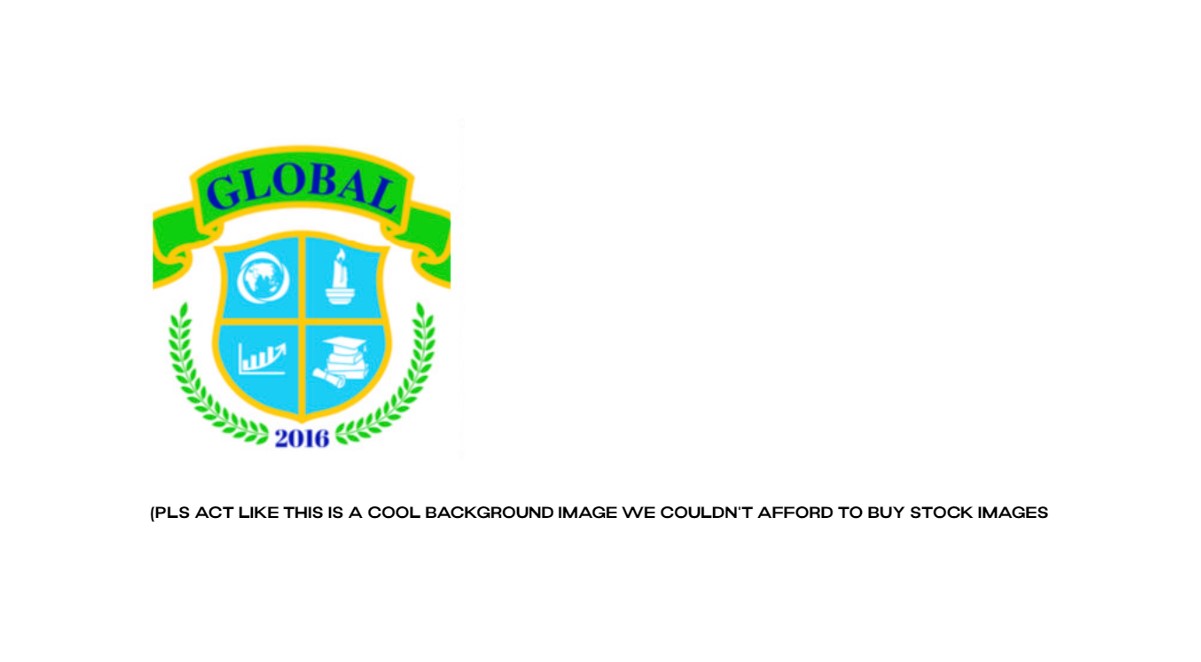 GLOBAL
2016
(PLS ACT LIKE THIS IS A COOL BACKGROUND IMAGE WE COULDN'T AFFORD TO BUY STOCK IMAGES